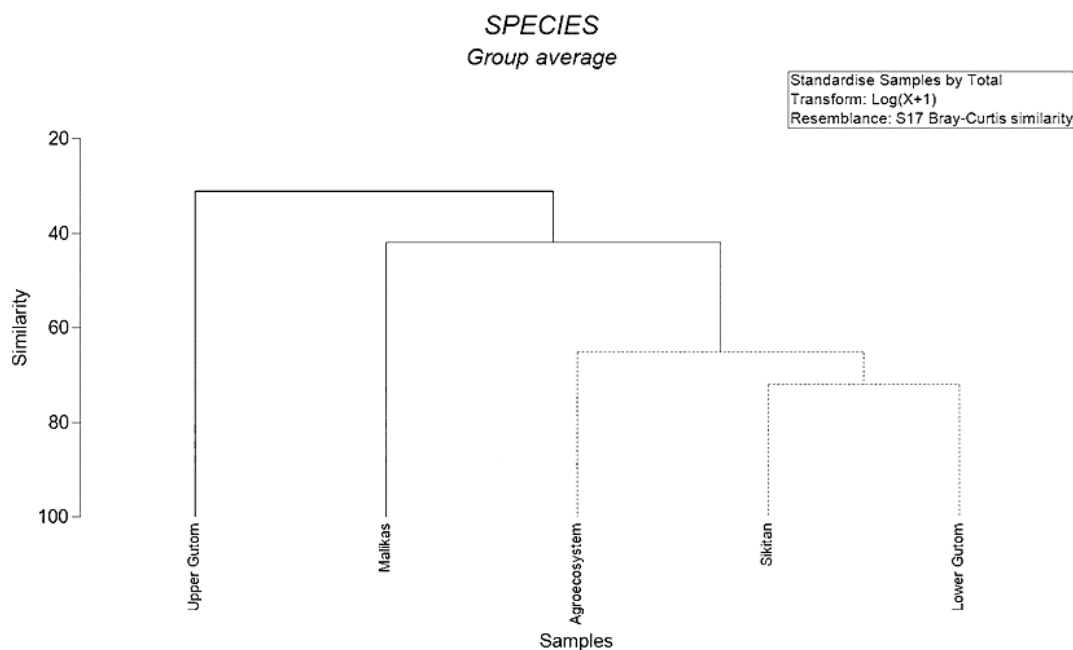 SPECIES
Group average
Standardise Samples by Total
Transform: Log(X+1)
Resemblance: S17 Bray-Curtis similarity
20
40
60
80
100
Similarity
Upper Gutom
Malikas
Agroecosystem
Sikitan
Lower Gutom
Samples